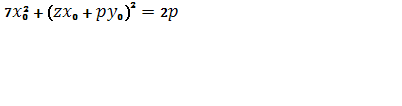 7x₀² + (zx₀ + py₀)² = 2p